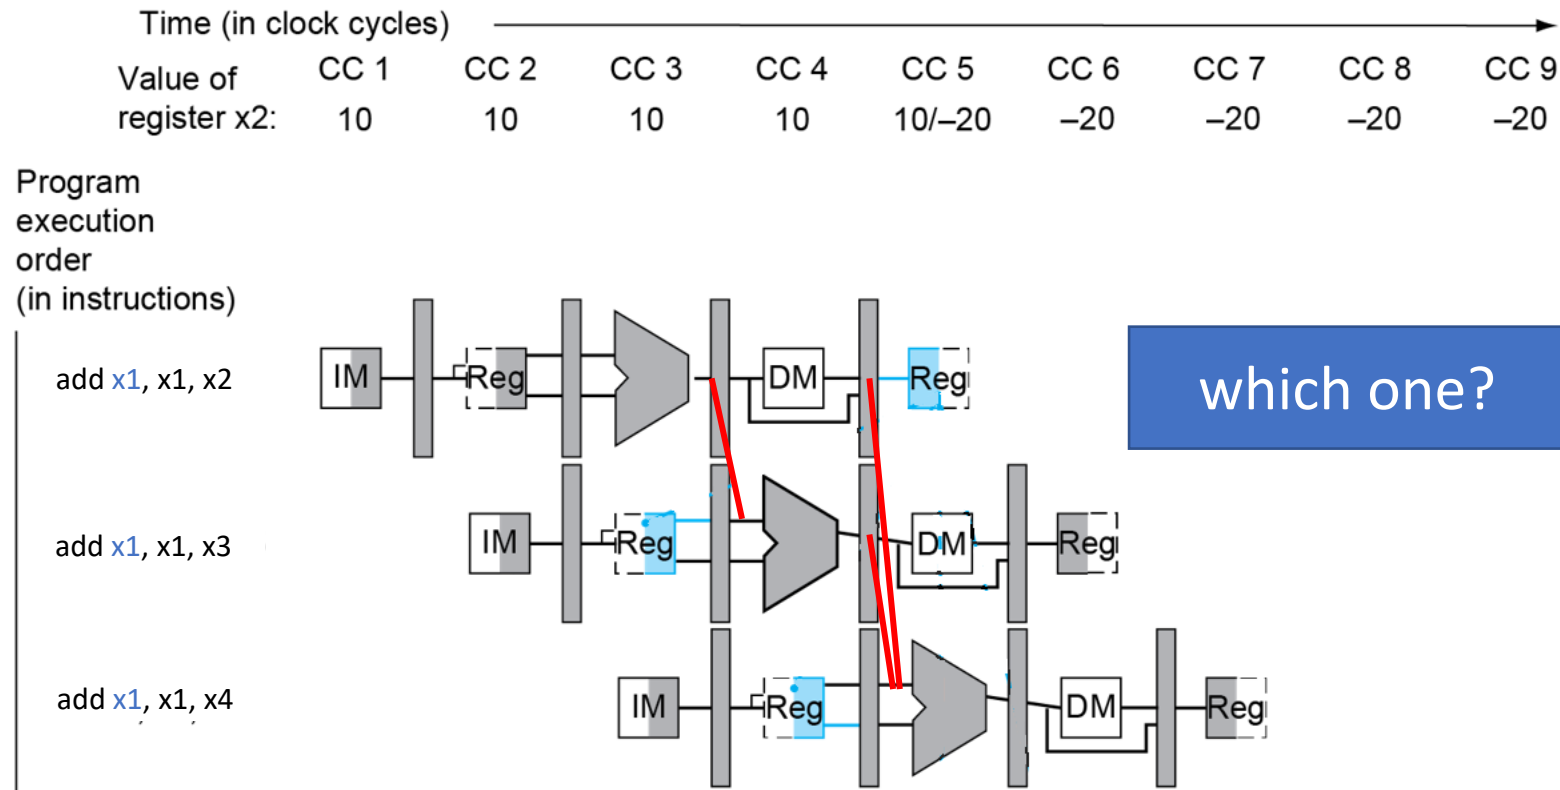 Time (in clock cycles)
Value of register x2:
CC 1 CC 2 CC 3 CC 4 CC 5 CC 6 CC 7 CC 8 CC 9
10 10 10 10 10/–20 –20 –20 –20 –20
Program
execution
order
(in instructions)
add x1, x1, x2
IM Reg DM Reg
which one?
add x1, x1, x3
IM Reg DM Reg
add x1, x1, x4
IM Reg DM Reg